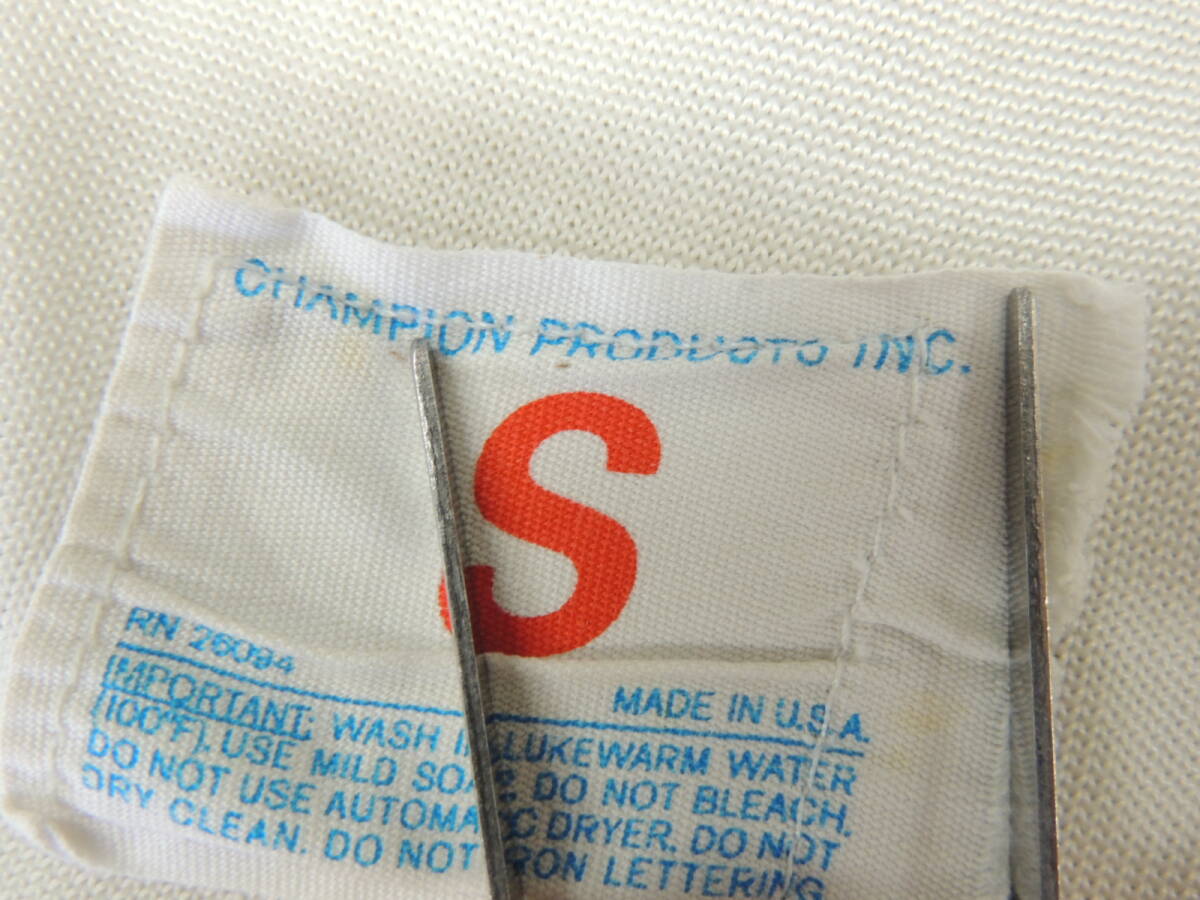 CHAMPION PRODUCTS INC.
S
RN 26094
MADE IN U.S.A.
IMPORTANT: WASH IN LUKEWARM WATER
(100°F). USE MILD SOAP. DO NOT BLEACH.
DO NOT USE AUTOMATIC DRYER. DO NOT
DRY CLEAN. DO NOT IRON LETTERING